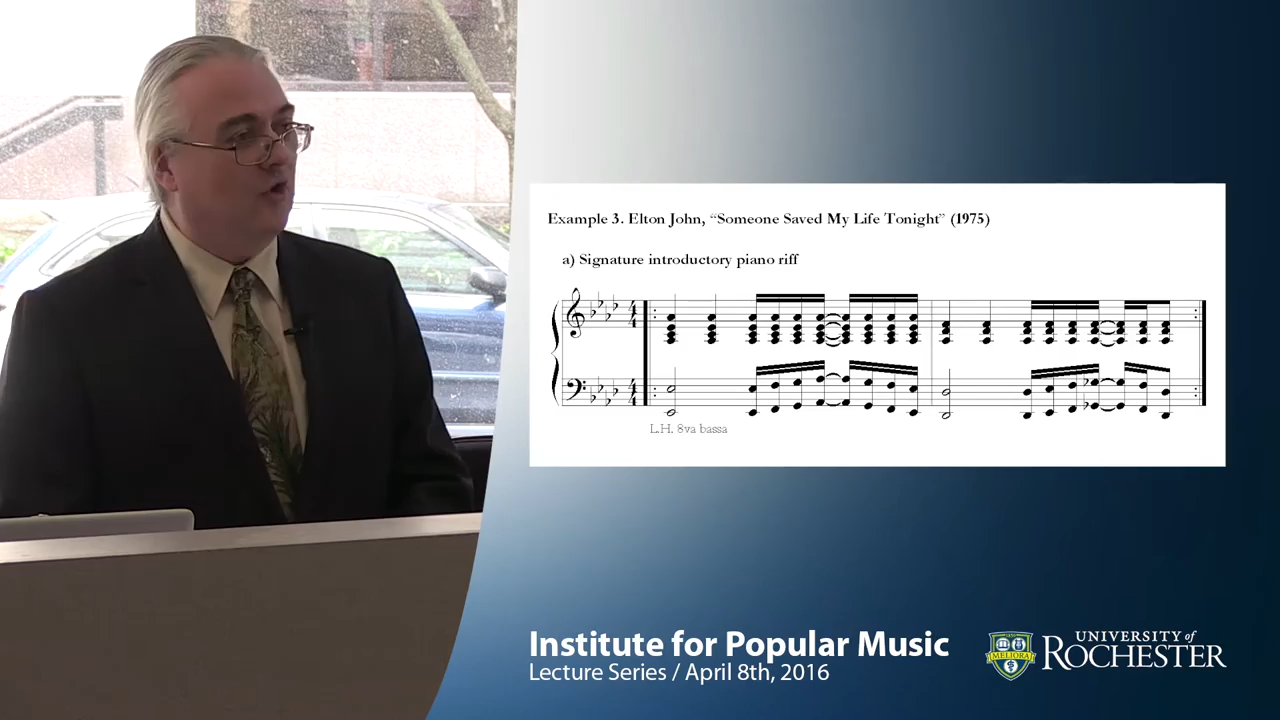 Example 3. Elton John, “Someone Saved My Life Tonight” (1975)
a) Signature introductory piano riff
L.H. 8va bassa
Institute for Popular Music
Lecture Series / April 8th, 2016
MELIORA
UNIVERSITY of
ROCHESTER